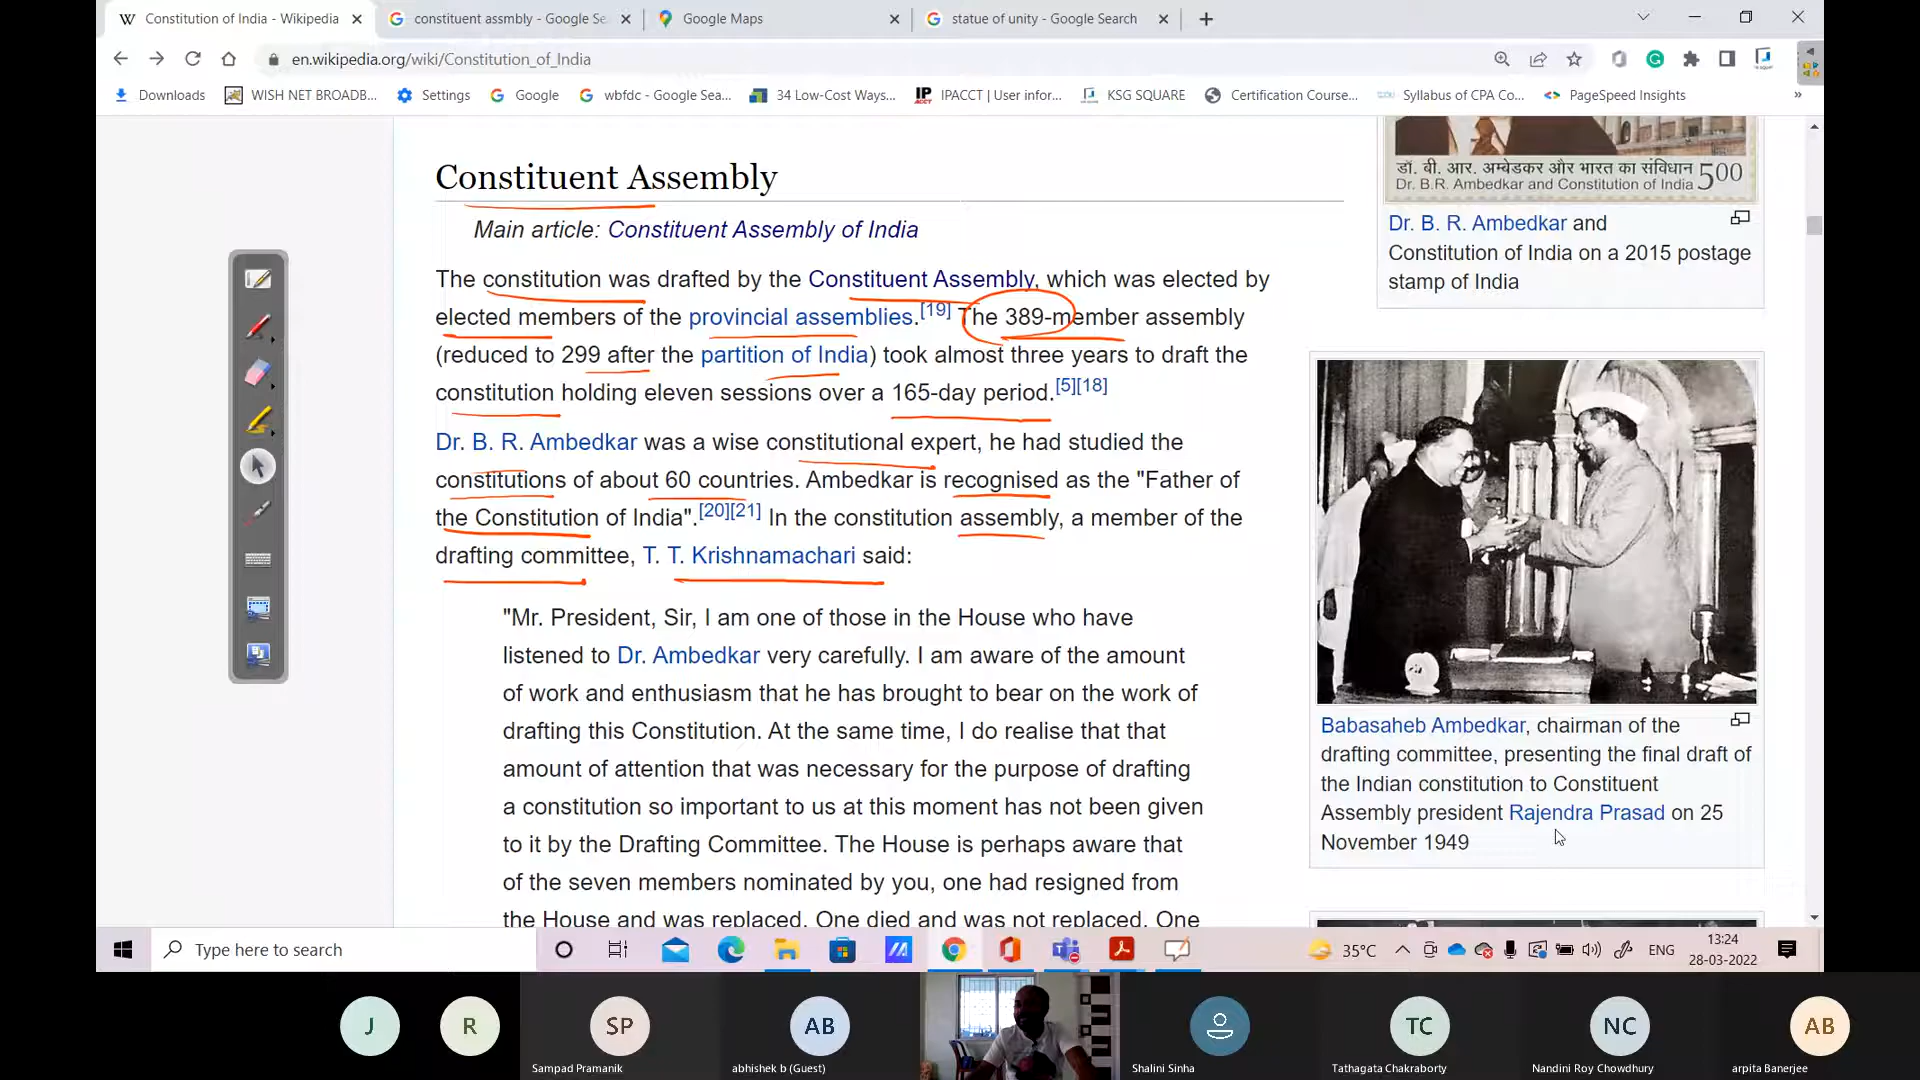 Constitution of India - Wikipedia
constituent assmbly - Google Se
Google Maps
statue of unity - Google Search
en.wikipedia.org/wiki/Constitution_of_India
Downloads
WISH NET BROADB...
Settings
Google
wbfdc - Google Sea...
34 Low-Cost Ways...
IPACCT | User infor...
KSG SQUARE
Certification Course...
Syllabus of CPA Co...
PageSpeed Insights
»
Constituent Assembly
Main article: Constituent Assembly of India
The constitution was drafted by the Constituent Assembly, which was elected by
elected members of the provincial assemblies.[19] The 389-member assembly
(reduced to 299 after the partition of India) took almost three years to draft the
constitution holding eleven sessions over a 165-day period.[5][18]
Dr. B. R. Ambedkar was a wise constitutional expert, he had studied the
constitutions of about 60 countries. Ambedkar is recognised as the "Father of
the Constitution of India".[20][21] In the constitution assembly, a member of the
drafting committee, T. T. Krishnamachari said:
"Mr. President, Sir, I am one of those in the House who have
listened to Dr. Ambedkar very carefully. I am aware of the amount
of work and enthusiasm that he has brought to bear on the work of
drafting this Constitution. At the same time, I do realise that that
amount of attention that was necessary for the purpose of drafting
a constitution so important to us at this moment has not been given
to it by the Drafting Committee. The House is perhaps aware that
of the seven members nominated by you, one had resigned from
the House and was replaced. One died and was not replaced. One
डॉ. बी. आर. अम्बेडकर और भारत का संविधान
Dr. B.R. Ambedkar and Constitution of India
500
Dr. B. R. Ambedkar and
Constitution of India on a 2015 postage
stamp of India
Babasaheb Ambedkar, chairman of the
drafting committee, presenting the final draft of
the Indian constitution to Constituent
Assembly president Rajendra Prasad on 25
November 1949
Type here to search
35°C
ENG
13:24
28-03-2022
J
R
SP
Sampad Pramanik
AB
abhishek b (Guest)
Shalini Sinha
TC
Tathagata Chakraborty
NC
Nandini Roy Chowdhury
AB
arpita Banerjee